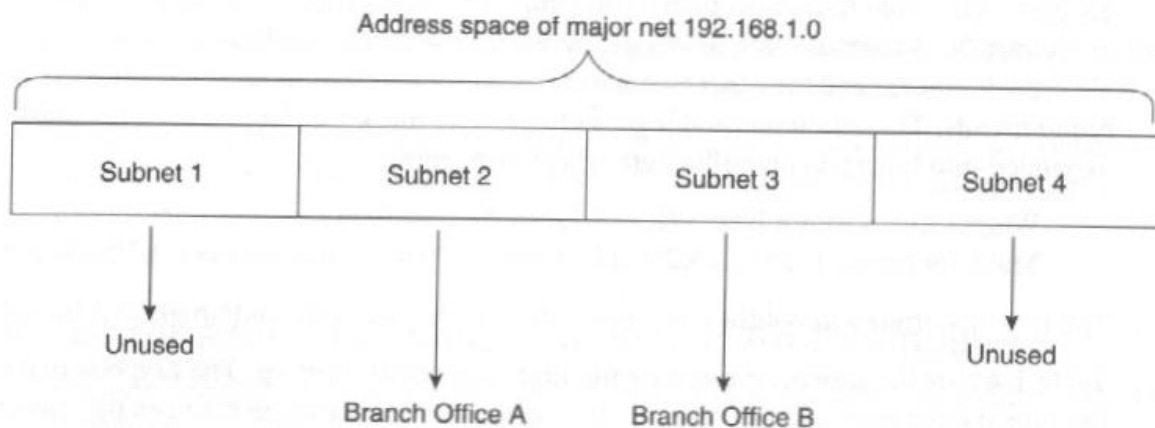 Address space of major net 192.168.1.0
Subnet 1
Subnet 2
Subnet 3
Subnet 4
Unused
Unused
Branch Office A
Branch Office B